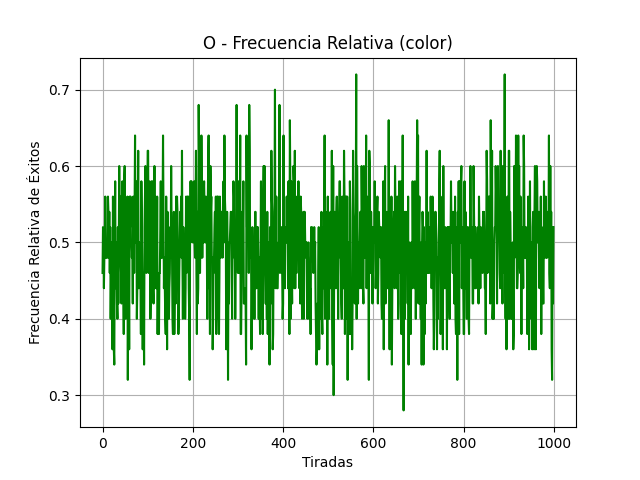 O - Frecuencia Relativa (color)
Frecuencia Relativa de Éxitos
0.7
0.6
0.5
0.4
0.3
0 200 400 600 800 1000
Tiradas